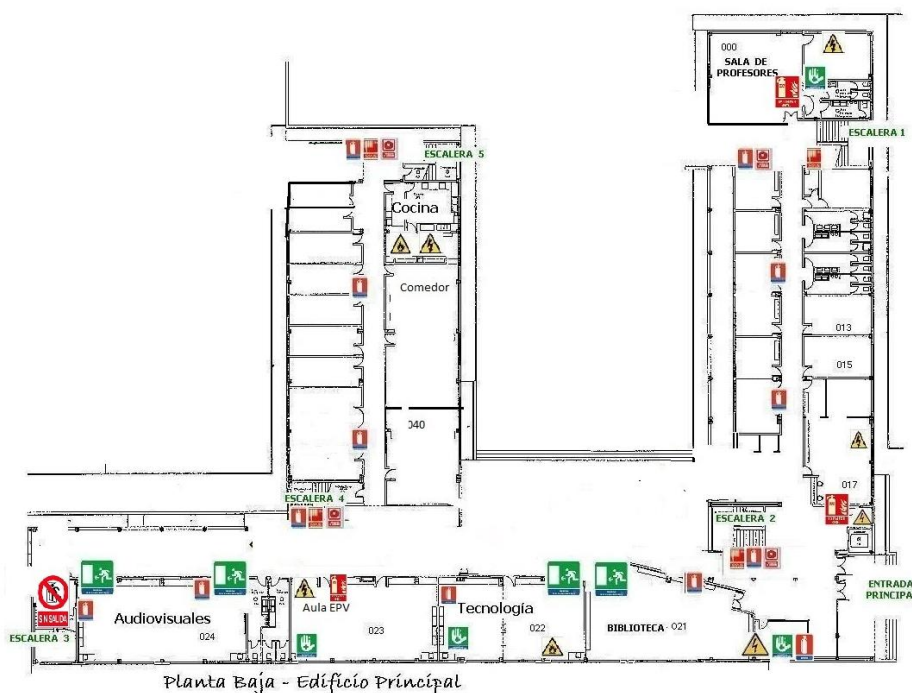 000
SALA DE
PROFESORES
ESCALERA 1
ESCALERA 5
Cocina
Comedor
013
015
040
017
ESCALERA 4
ESCALERA 2
ENTRADA
PRINCIPAL
SIN SALIDA
ESCALERA 3
Audiovisuales
024
Aula EPV
023
Tecnología
022
BIBLIOTECA
021
Planta Baja - Edificio Principal